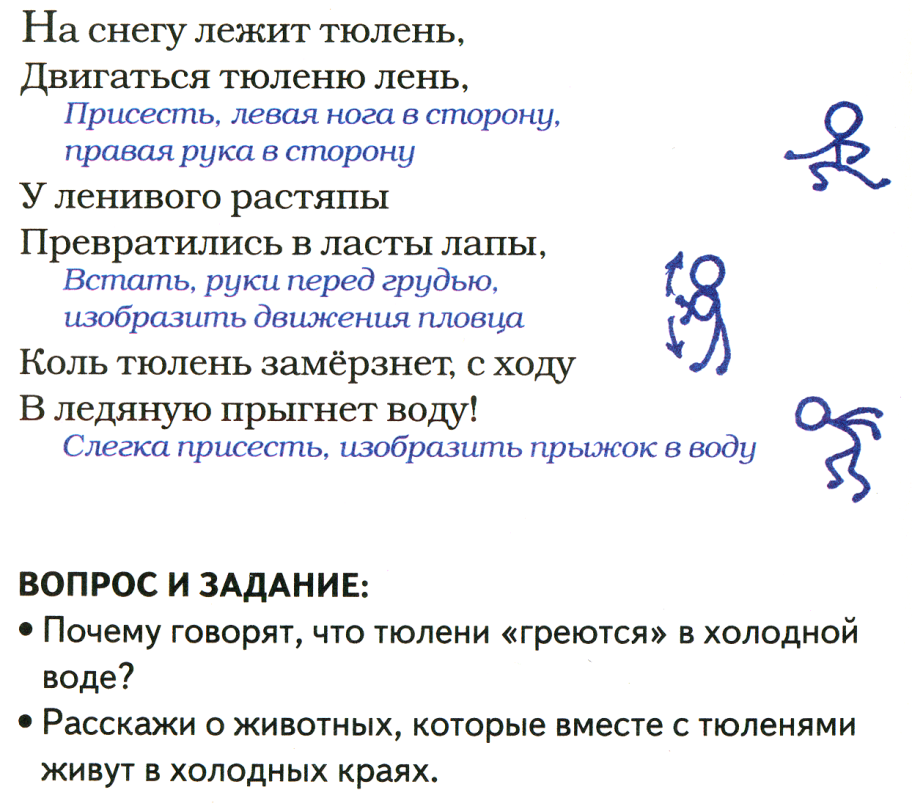 На снегу лежит тюлень,
Двигаться тюленю лень,
Присесть, левая нога в сторону,
правая рука в сторону
У ленивого растяпы
Превратились в ласты лапы,
Встать, руки перед грудью,
изобразить движения пловца
Коль тюлень замёрзнет, с ходу
В ледяную прыгнет воду!
Слегка присесть, изобразить прыжок в воду
ВОПРОС И ЗАДАНИЕ:
• Почему говорят, что тюлени «греются» в холодной
воде?
• Расскажи о животных, которые вместе с тюленями
живут в холодных краях.